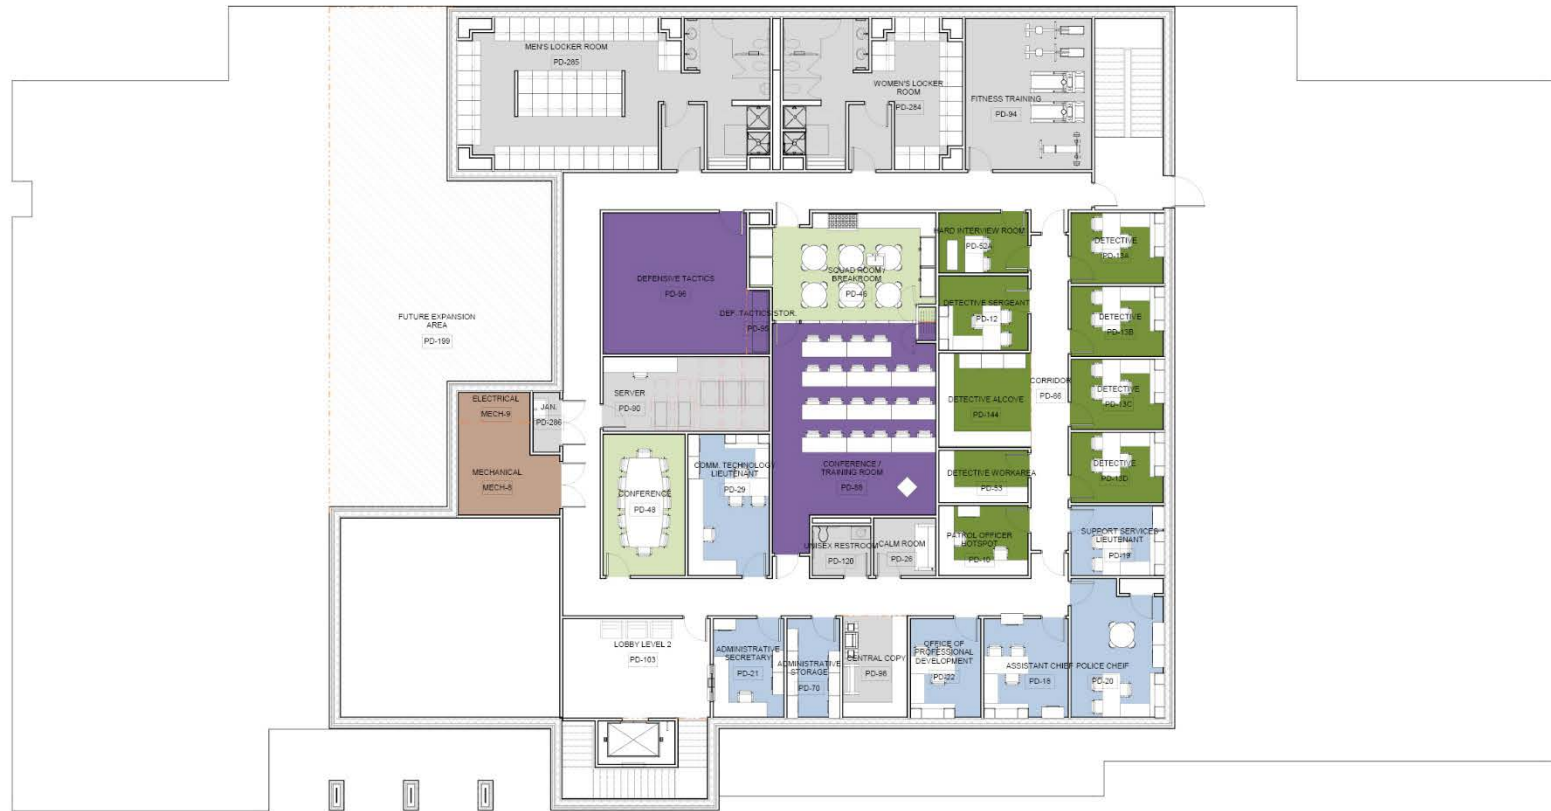 MEN'S LOCKER ROOM
PD-285
WOMEN'S LOCKER
ROOM
PD-284
FITNESS TRAINING
PD-94
DEFENSIVE TACTICS
PD-96
DEF. TACTICS STOR.
PD-95
SQUAD ROOM /
BREAKROOM
PD-46
HARD INTERVIEW ROOM
PD-52A
DETECTIVE
PD-13A
DETECTIVE SERGEANT
PD-12
DETECTIVE
PD-13B
FUTURE EXPANSION
AREA
PD-199
SERVER
PD-90
CORRIDOR
PD-66
DETECTIVE ALCOVE
PD-144
DETECTIVE
PD-13C
ELECTRICAL
MECH-9
JAN.
PD-286
MECHANICAL
MECH-8
CONFERENCE
PD-48
COMM. TECHNOLOGY
LIEUTENANT
PD-29
CONFERENCE /
TRAINING ROOM
DETECTIVE WORKAREA
PD-53
DETECTIVE
PD-13D
UNISEX RESTROOM
PD-120
CALM ROOM
PD-26
PATROL OFFICER
HOTSPOT
PD-10
SUPPORT SERVICES
LIEUTENANT
PD-19
LOBBY LEVEL 2
PD-103
ADMINISTRATIVE
SECRETARY
PD-21
ADMINISTRATIVE
STORAGE
PD-70
CENTRAL COPY
PD-98
OFFICE OF
PROFESSIONAL
DEVELOPMENT
PD-22
ASSISTANT CHIEF
PD-18
POLICE CHEIF
PD-20